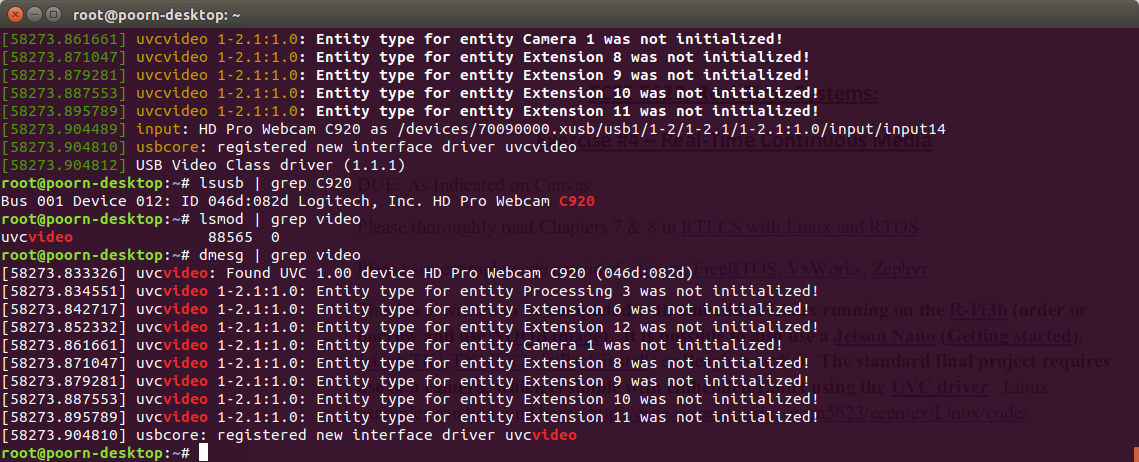 root@poorn-desktop: ~
[58273.861661] uvcvideo 1-2.1:1.0: Entity type for entity Camera 1 was not initialized!
[58273.871047] uvcvideo 1-2.1:1.0: Entity type for entity Extension 8 was not initialized!
[58273.879281] uvcvideo 1-2.1:1.0: Entity type for entity Extension 9 was not initialized!
[58273.887553] uvcvideo 1-2.1:1.0: Entity type for entity Extension 10 was not initialized!
[58273.895789] uvcvideo 1-2.1:1.0: Entity type for entity Extension 11 was not initialized!
[58273.904489] input: HD Pro Webcam C920 as /devices/70090000.xusb/usb1/1-2/1-2.1/1-2.1:1.0/input/input14
[58273.904810] usbcore: registered new interface driver uvcvideo
[58273.904812] USB Video Class driver (1.1.1)
root@poorn-desktop:~# lsusb | grep C920
Bus 001 Device 012: ID 046d:082d Logitech, Inc. HD Pro Webcam C920
root@poorn-desktop:~# lsmod | grep video
uvcvideo 88565 0
root@poorn-desktop:~# dmesg | grep video
[58273.833326] uvcvideo: Found UVC 1.00 device HD Pro Webcam C920 (046d:082d)
[58273.834551] uvcvideo 1-2.1:1.0: Entity type for entity Processing 3 was not initialized!
[58273.842717] uvcvideo 1-2.1:1.0: Entity type for entity Extension 6 was not initialized!
[58273.852332] uvcvideo 1-2.1:1.0: Entity type for entity Extension 12 was not initialized!
[58273.861661] uvcvideo 1-2.1:1.0: Entity type for entity Camera 1 was not initialized!
[58273.871047] uvcvideo 1-2.1:1.0: Entity type for entity Extension 8 was not initialized!
[58273.879281] uvcvideo 1-2.1:1.0: Entity type for entity Extension 9 was not initialized!
[58273.887553] uvcvideo 1-2.1:1.0: Entity type for entity Extension 10 was not initialized!
[58273.895789] uvcvideo 1-2.1:1.0: Entity type for entity Extension 11 was not initialized!
[58273.904810] usbcore: registered new interface driver uvcvideo
root@poorn-desktop:~#
Exercise #4 – Real-Time Continuous Media
DUE: As Indicated on Canvas
Please thoroughly read Chapters 7 & 8 in RTECS with Linux and RTOS
FreeRTOS, VxWorks, Zephyr
running on the R-Pi3b (order or
use a Jetson Nano (Getting started),
The standard final project requires
using the UVC driver. Linux